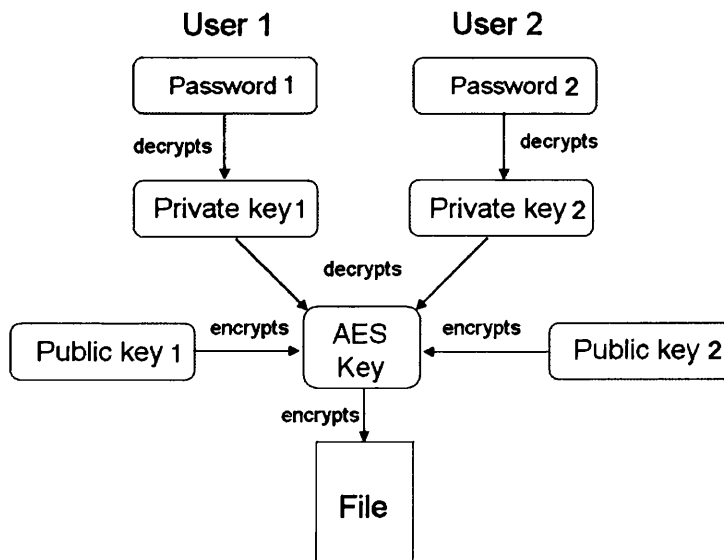 User 1
User 2
Password 1
Password 2
decrypts
decrypts
Private key 1
Private key 2
decrypts
Public key 1
encrypts
AES
Key
encrypts
Public key 2
encrypts
File